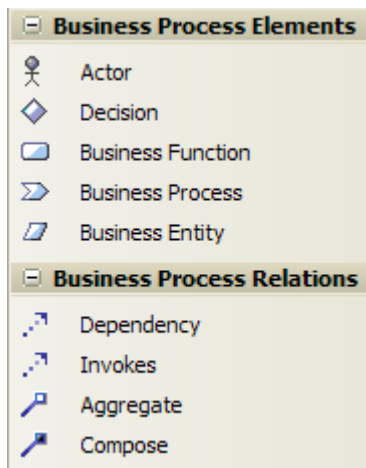 Business Process Elements
Actor
Decision
Business Function
Business Process
Business Entity
Business Process Relations
Dependency
Invokes
Aggregate
Compose